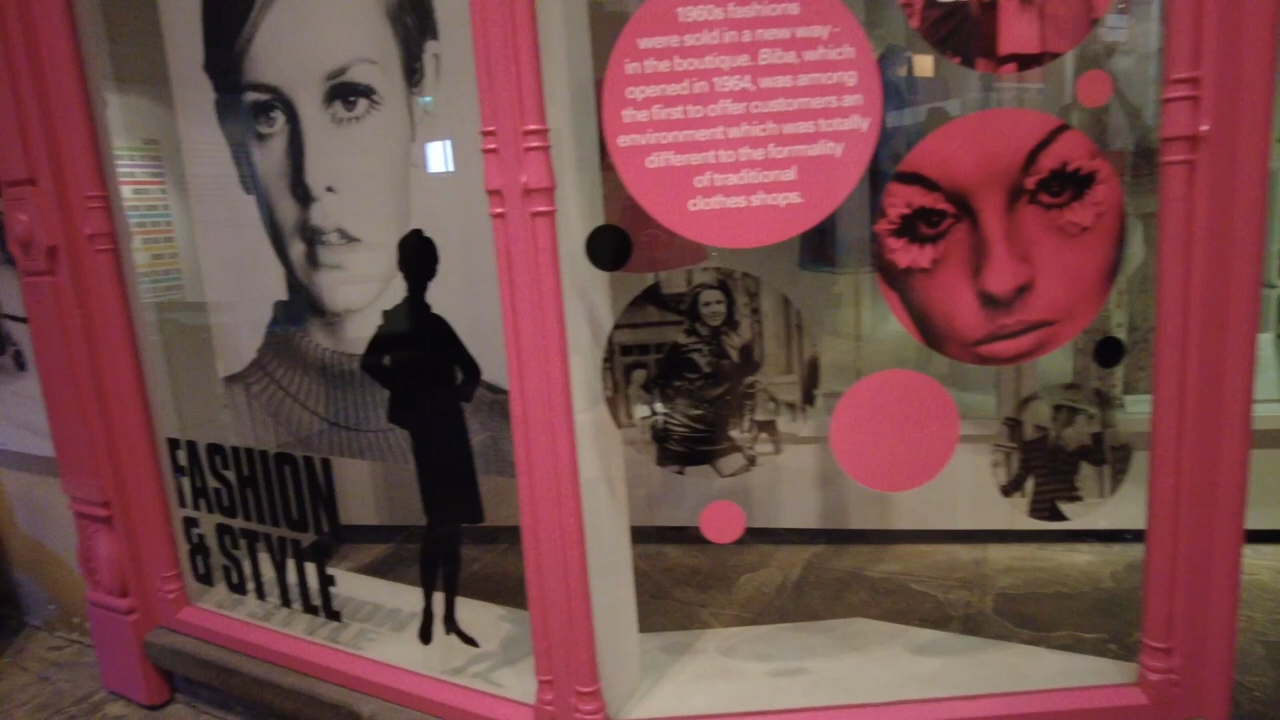 1960s fashions
were sold in a new way -
in the boutique. Biba, which
opened in 1964, was among
the first to offer customers an
environment which was totally
different to the formality
of traditional
clothes shops.
FASHION
& STYLE